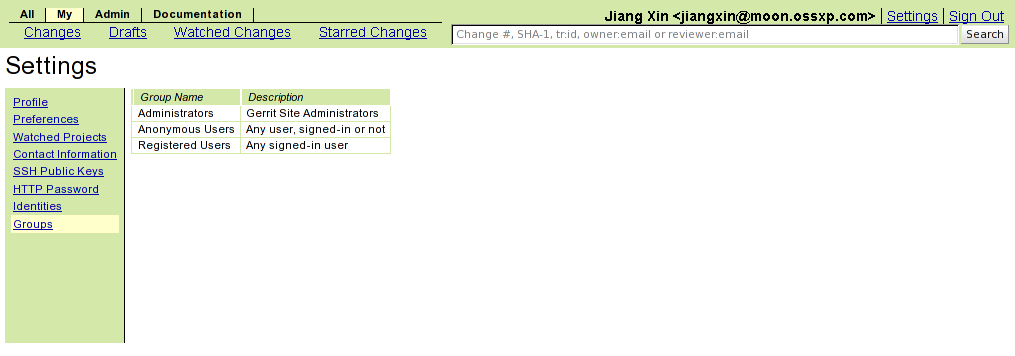 All My Admin Documentation
Jiang Xin <jiangxin@moon.ossxp.com> Settings Sign Out
Changes Drafts Watched Changes Starred Changes
Change #, SHA-1, tr:id, owner:email or reviewer:email Search
Settings
Profile
Preferences
Watched Projects
Contact Information
SSH Public Keys
HTTP Password
Identities
Groups
Group Name Description
Administrators Gerrit Site Administrators
Anonymous Users Any user, signed-in or not
Registered Users Any signed-in user